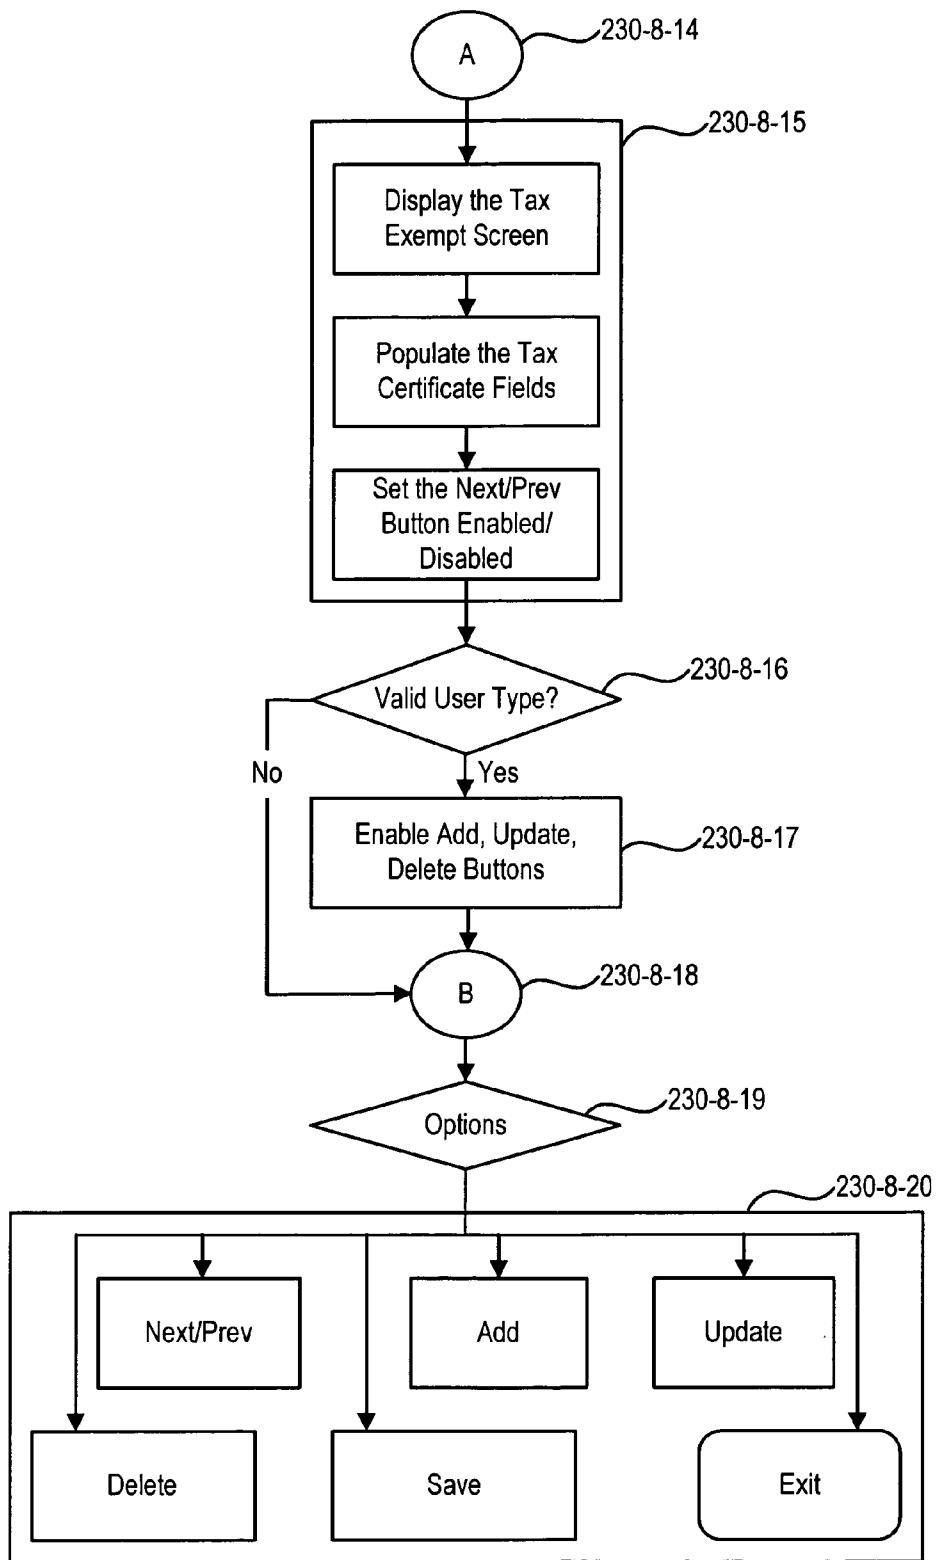 A
230-8-14
230-8-15
Display the Tax
Exempt Screen
Populate the Tax
Certificate Fields
Set the Next/Prev
Button Enabled/
Disabled
Valid User Type?
230-8-16
No
Yes
Enable Add, Update,
Delete Buttons
230-8-17
B
230-8-18
Options
230-8-19
230-8-20
Next/Prev
Add
Update
Delete
Save
Exit